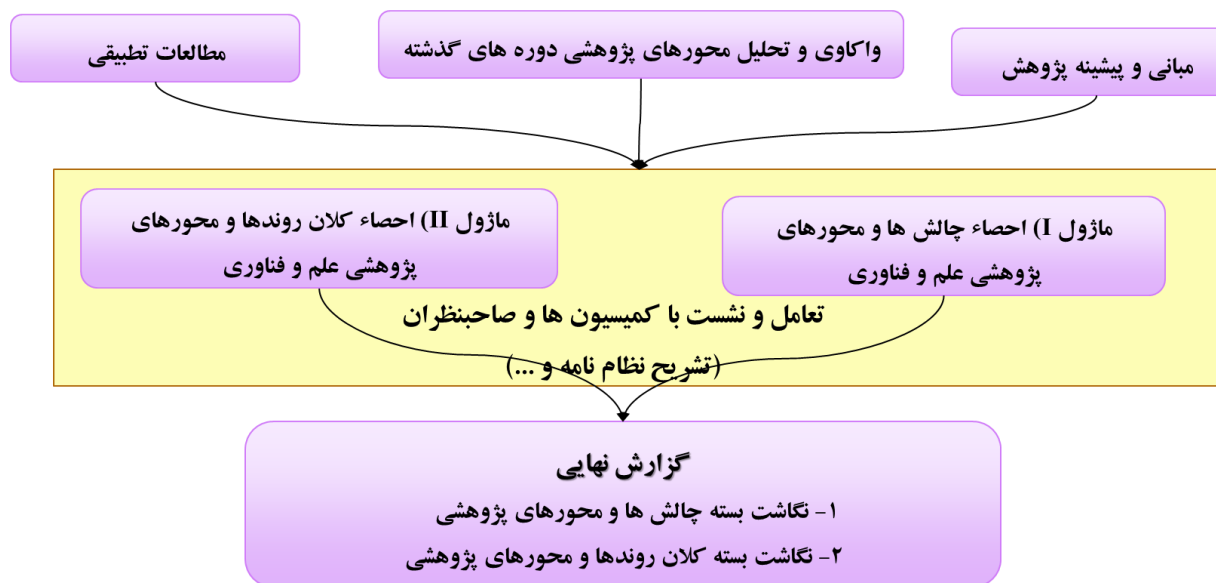 مبانی و پیشینه پژوهش
واکاوی و تحلیل محورهای پژوهشی دوره های گذشته
مطالعات تطبیقی
ماژول I) احصاء چالش ها و محورهای
پژوهشی علم و فناوری
ماژول II) احصاء کلان روندها و محورهای
پژوهشی علم و فناوری
تعامل و نشست با کمیسیون ها و صاحبنظران
(تشریح نظام نامه و ...)
گزارش نهایی
۱- نگاشت بسته چالش ها و محورهای پژوهشی
۲- نگاشت بسته کلان روندها و محورهای پژوهشی